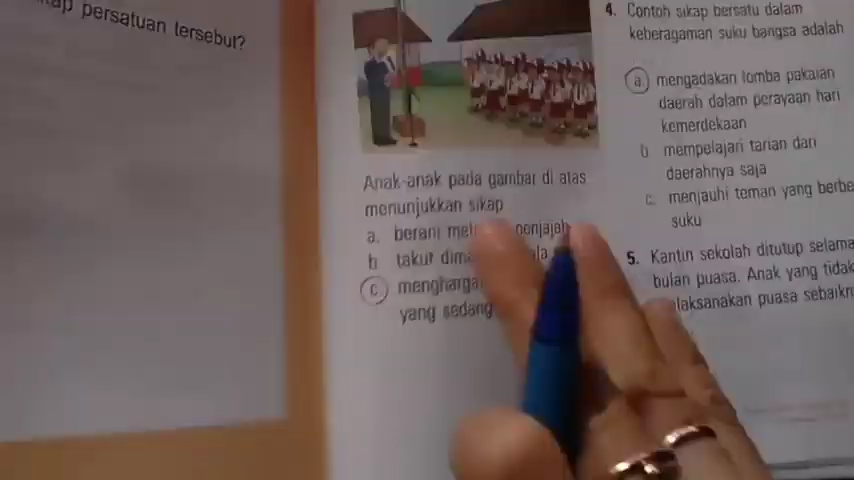 persatuan tersebut?
Anak-anak pada gambar di atas
menunjukkan sikap
a. berani penjajah
b takut
c. menghargai
yang sedang
4. Contoh sikap bersatu dalam
keberagaman suku bangsa adalah
a. mengadakan lomba pakaian
daerah dalam perayaan hari
kemerdekaan
b. mempelajari tarian dari
daerahnya saja
c. menjauhi teman yang
suku
5. Kantin sekolah ditutup selama
bulan puasa. Anak yang tidak
puasa